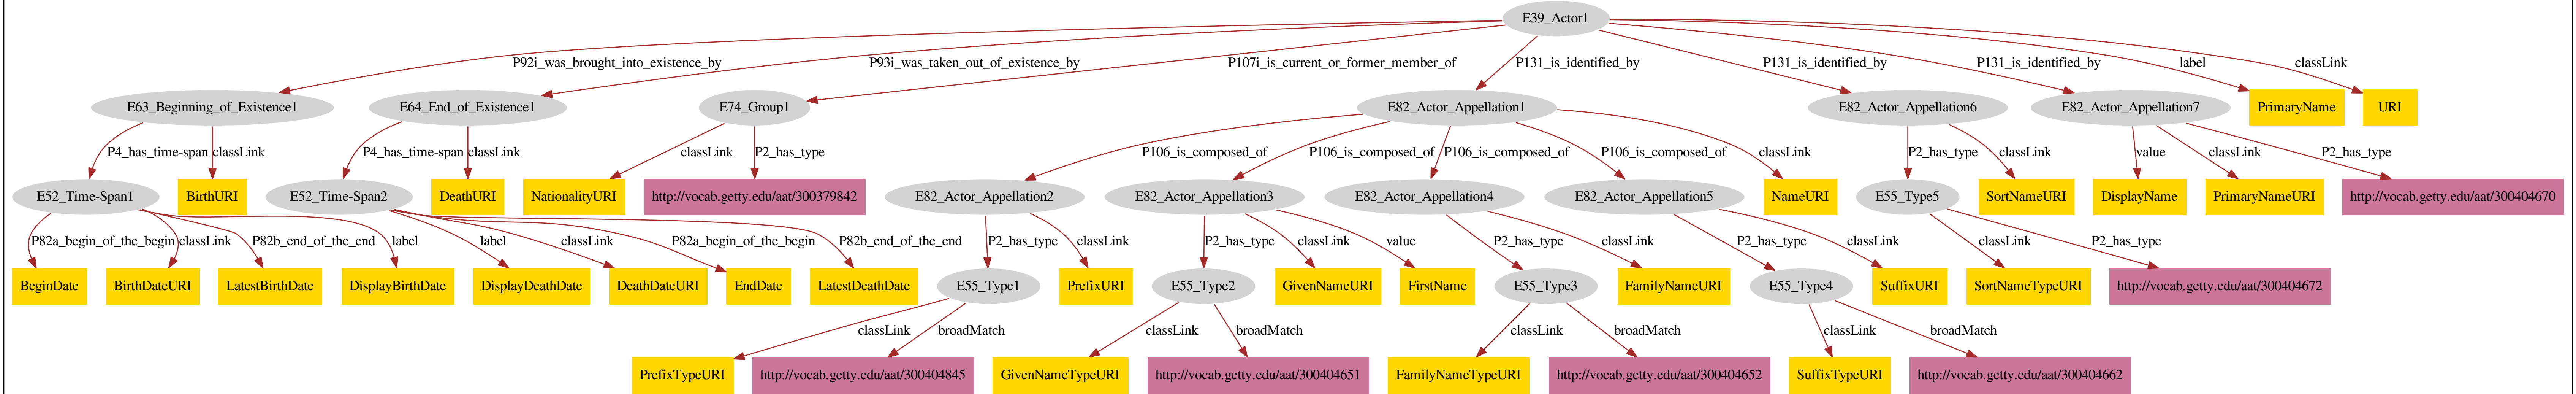 E39_Actor1
P92i_was_brought_into_existence_by
P93i_was_taken_out_of_existence_by
P107i_is_current_or_former_member_of
P131_is_identified_by
P131_is_identified_by
P131_is_identified_by
label
classLink
E63_Beginning_of_Existence1
E64_End_of_Existence1
E74_Group1
E82_Actor_Appellation1
E82_Actor_Appellation6
E82_Actor_Appellation7
PrimaryName
URI
P4_has_time-span
classLink
P4_has_time-span
classLink
classLink
P2_has_type
P106_is_composed_of
P106_is_composed_of
P106_is_composed_of
P106_is_composed_of
classLink
P2_has_type
classLink
value
classLink
P2_has_type
E52_Time-Span1
BirthURI
E52_Time-Span2
DeathURI
NationalityURI
http://vocab.getty.edu/aat/300379842
E82_Actor_Appellation2
E82_Actor_Appellation3
E82_Actor_Appellation4
E82_Actor_Appellation5
NameURI
E55_Type5
SortNameURI
DisplayName
PrimaryNameURI
http://vocab.getty.edu/aat/300404670
P82a_begin_of_the_begin
classLink
P82b_end_of_the_end
label
label
classLink
P82a_begin_of_the_begin
P82b_end_of_the_end
P2_has_type
classLink
P2_has_type
classLink
value
P2_has_type
classLink
P2_has_type
classLink
classLink
P2_has_type
BeginDate
BirthDateURI
LatestBirthDate
DisplayBirthDate
DisplayDeathDate
DeathDateURI
EndDate
LatestDeathDate
E55_Type1
PrefixURI
E55_Type2
GivenNameURI
FirstName
E55_Type3
FamilyNameURI
E55_Type4
SuffixURI
SortNameTypeURI
http://vocab.getty.edu/aat/300404672
classLink
broadMatch
classLink
broadMatch
classLink
broadMatch
classLink
broadMatch
PrefixTypeURI
http://vocab.getty.edu/aat/300404845
GivenNameTypeURI
http://vocab.getty.edu/aat/300404651
FamilyNameTypeURI
http://vocab.getty.edu/aat/300404652
SuffixTypeURI
http://vocab.getty.edu/aat/300404662